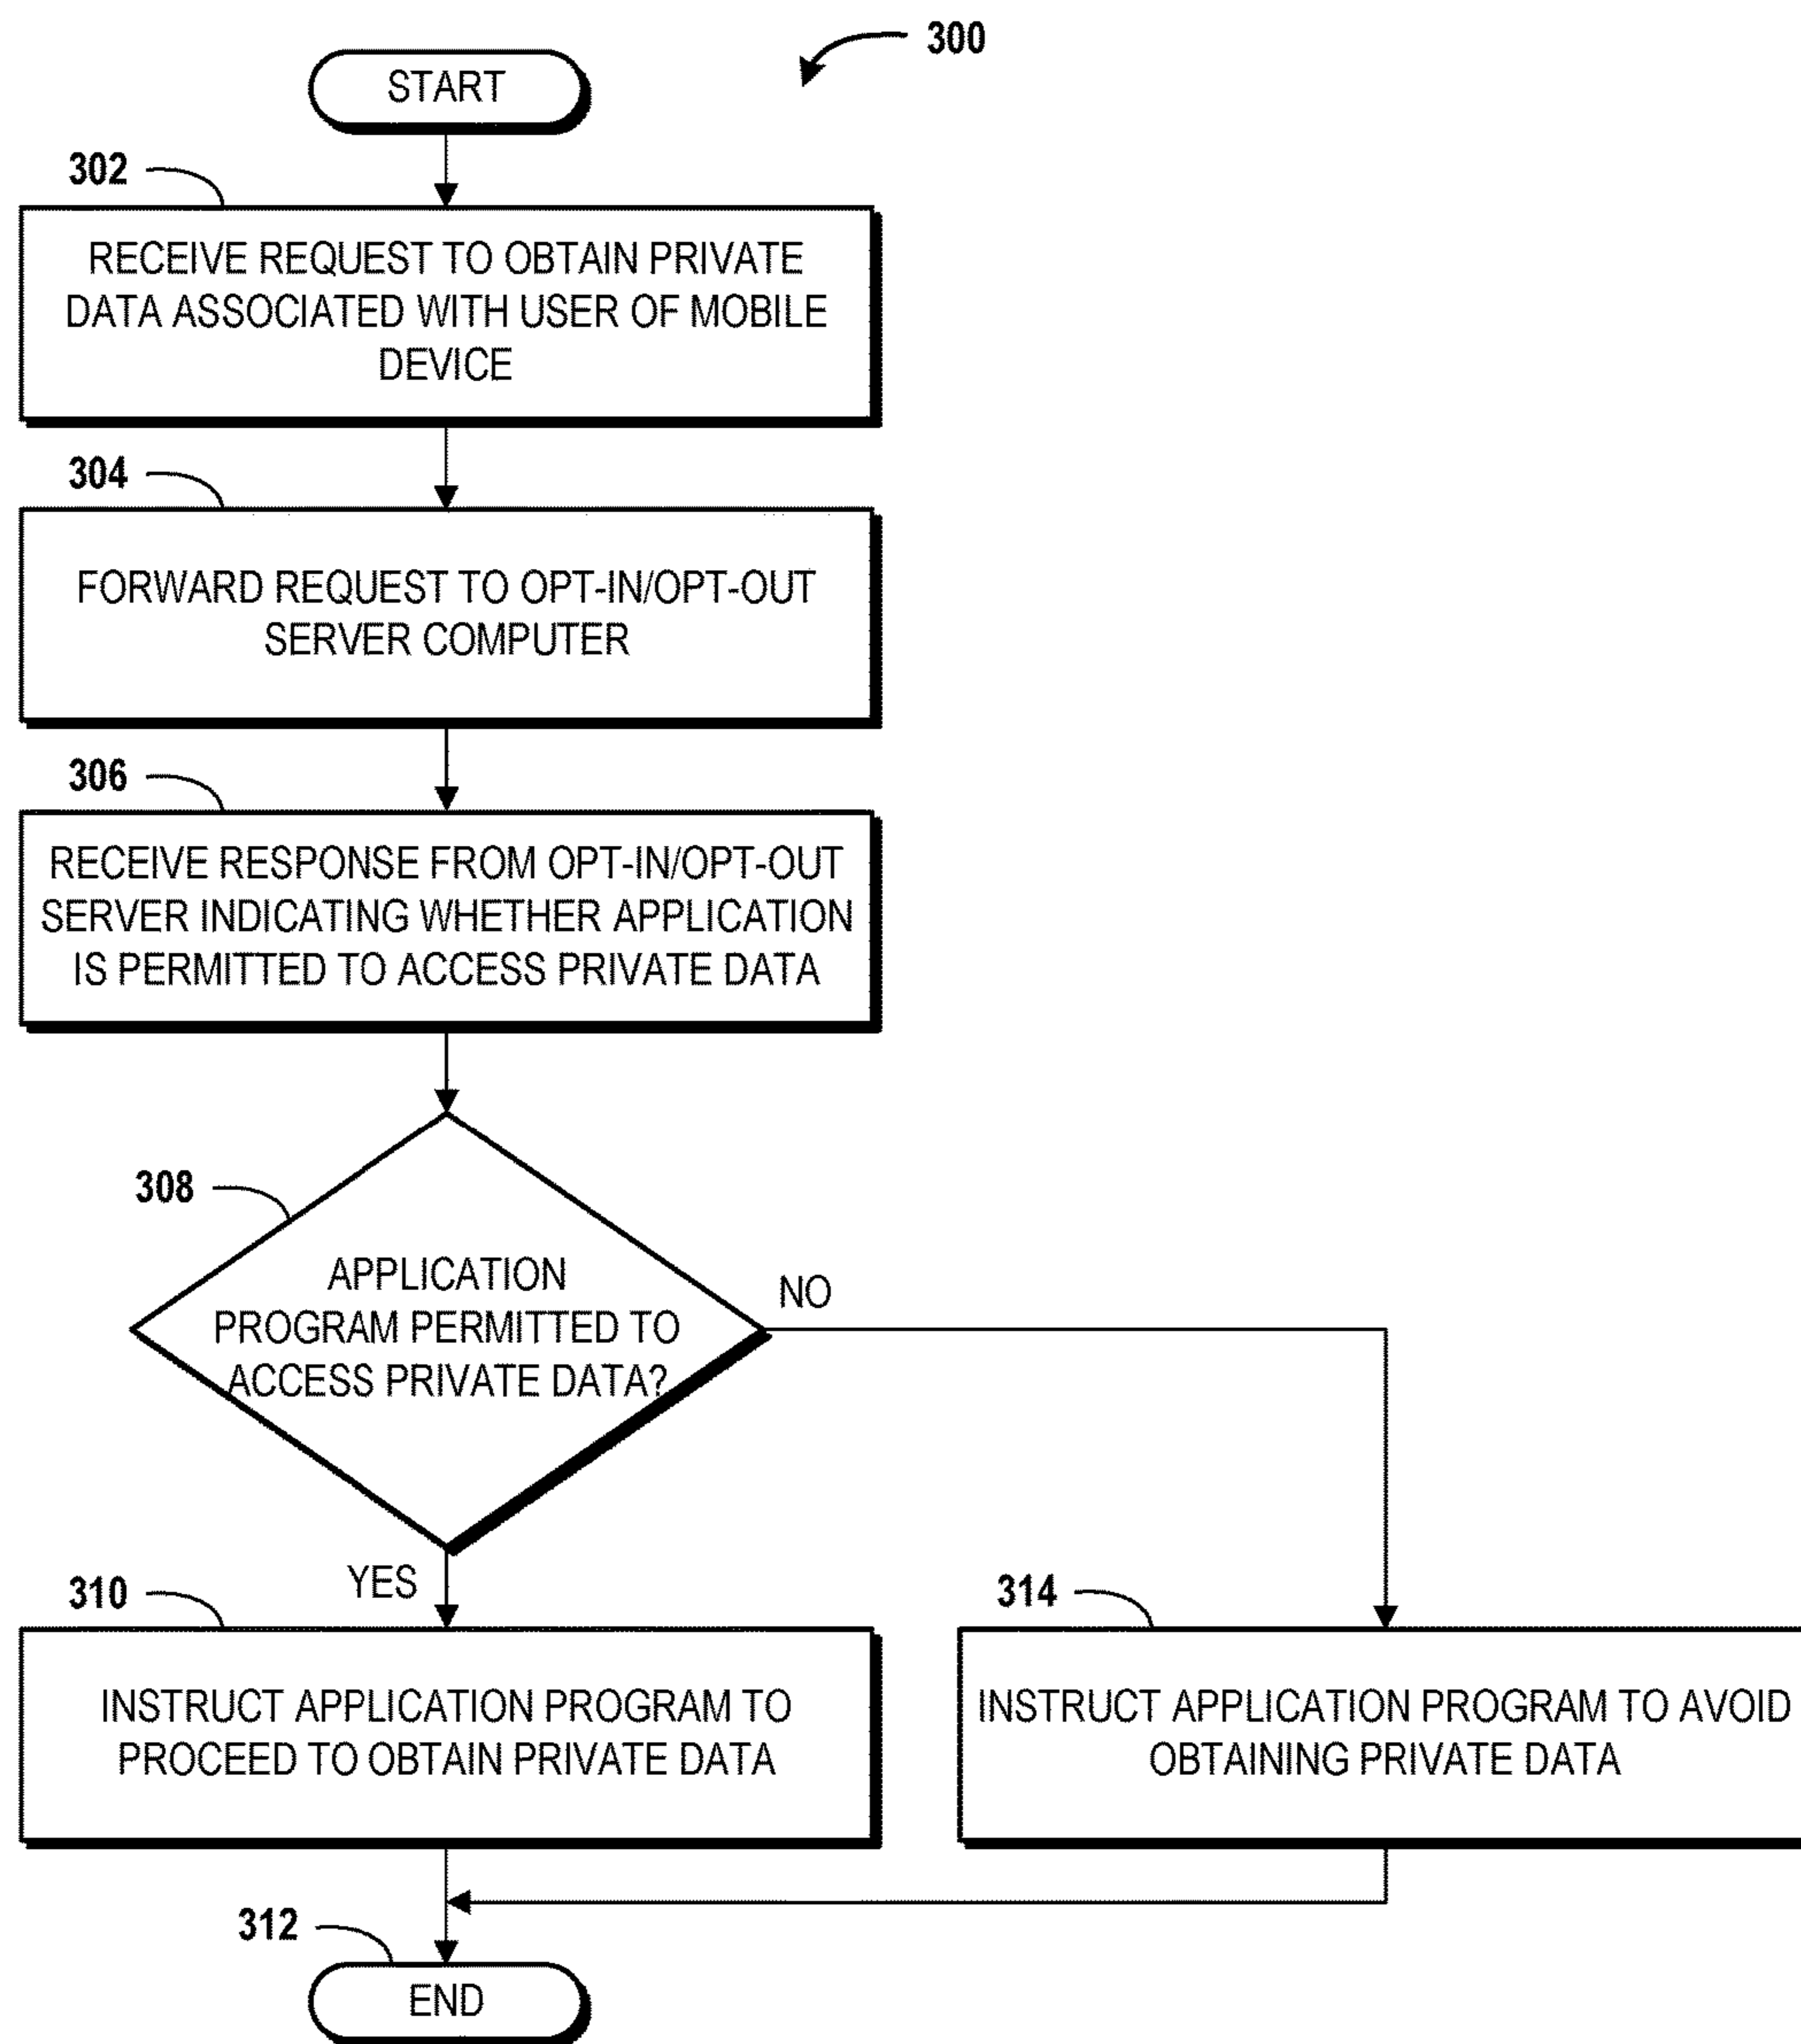 300
START
302
RECEIVE REQUEST TO OBTAIN PRIVATE
DATA ASSOCIATED WITH USER OF MOBILE
DEVICE
304
FORWARD REQUEST TO OPT-IN/OPT-OUT
SERVER COMPUTER
306
RECEIVE RESPONSE FROM OPT-IN/OPT-OUT
SERVER INDICATING WHETHER APPLICATION
IS PERMITTED TO ACCESS PRIVATE DATA
308
APPLICATION
PROGRAM PERMITTED TO
ACCESS PRIVATE DATA?
NO
YES
310
INSTRUCT APPLICATION PROGRAM TO
PROCEED TO OBTAIN PRIVATE DATA
314
INSTRUCT APPLICATION PROGRAM TO AVOID
OBTAINING PRIVATE DATA
312
END